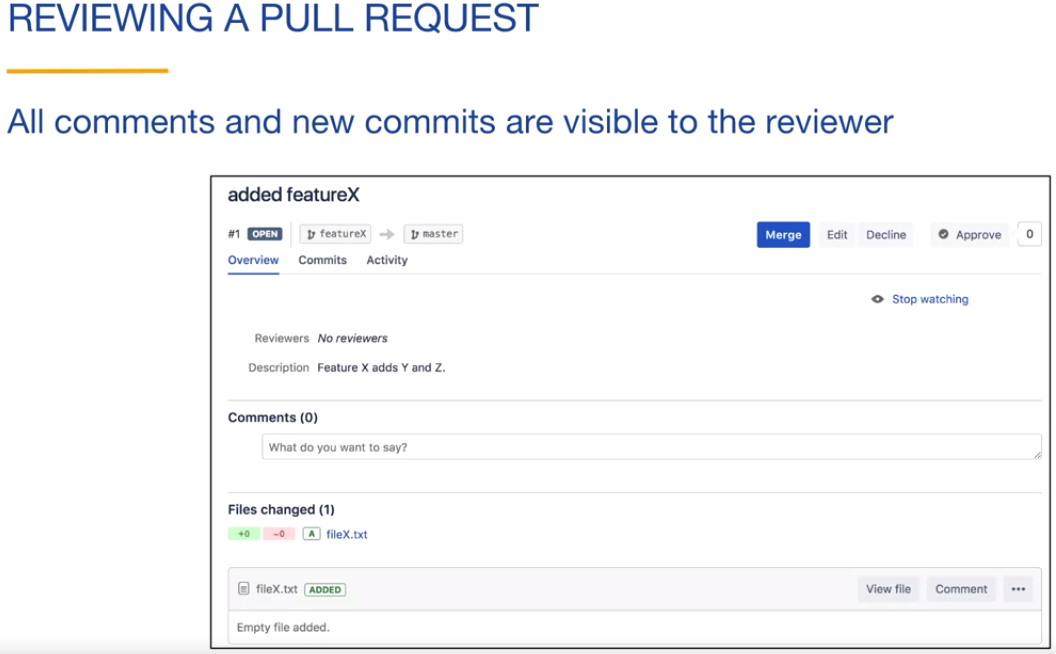 REVIEWING A PULL REQUEST
All comments and new commits are visible to the reviewer
added featureX
#1 OPEN featureX master Merge Edit Decline Approve 0
Overview Commits Activity
Stop watching
Reviewers No reviewers
Description Feature X adds Y and Z.
Comments (0)
What do you want to say?
Files changed (1)
+0 -0 A fileX.txt
fileX.txt ADDED View file Comment •••
Empty file added.